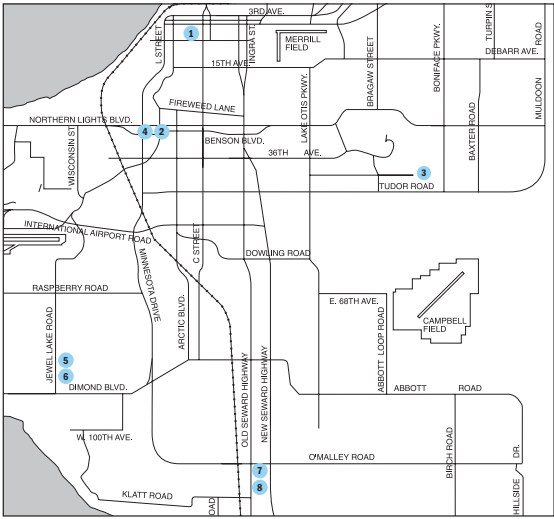 3RD AVE.
1
L STREET
INGRA ST.
MERRILL
FIELD
15TH AVE.
DEBARR AVE.
TURPIN S
BRAGAW STREET
BONIFACE PKWY.
MULDOON
ROAD
LAKE OTIS PKWY.
FIREWEED LANE
NORTHERN LIGHTS BLVD.
4
2
BENSON BLVD.
BAXTER ROAD
WISCONSIN ST.
36TH AVE.
3
TUDOR ROAD
INTERNATIONAL AIRPORT ROAD
C STREET
DOWLING ROAD
MINNESOTA DRIVE
RASPBERRY ROAD
ARCTIC BLVD.
E. 68TH AVE.
CAMPBELL
FIELD
JEWEL LAKE ROAD
5
6
OLD SEWARD HIGHWAY
NEW SEWARD HIGHWAY
ABBOTT LOOP ROAD
DIMOND BLVD.
ABBOTT ROAD
W. 100TH AVE.
O'MALLEY ROAD
BIRCH ROAD
HILLSIDE DR.
7
8
KLATT ROAD
OAD